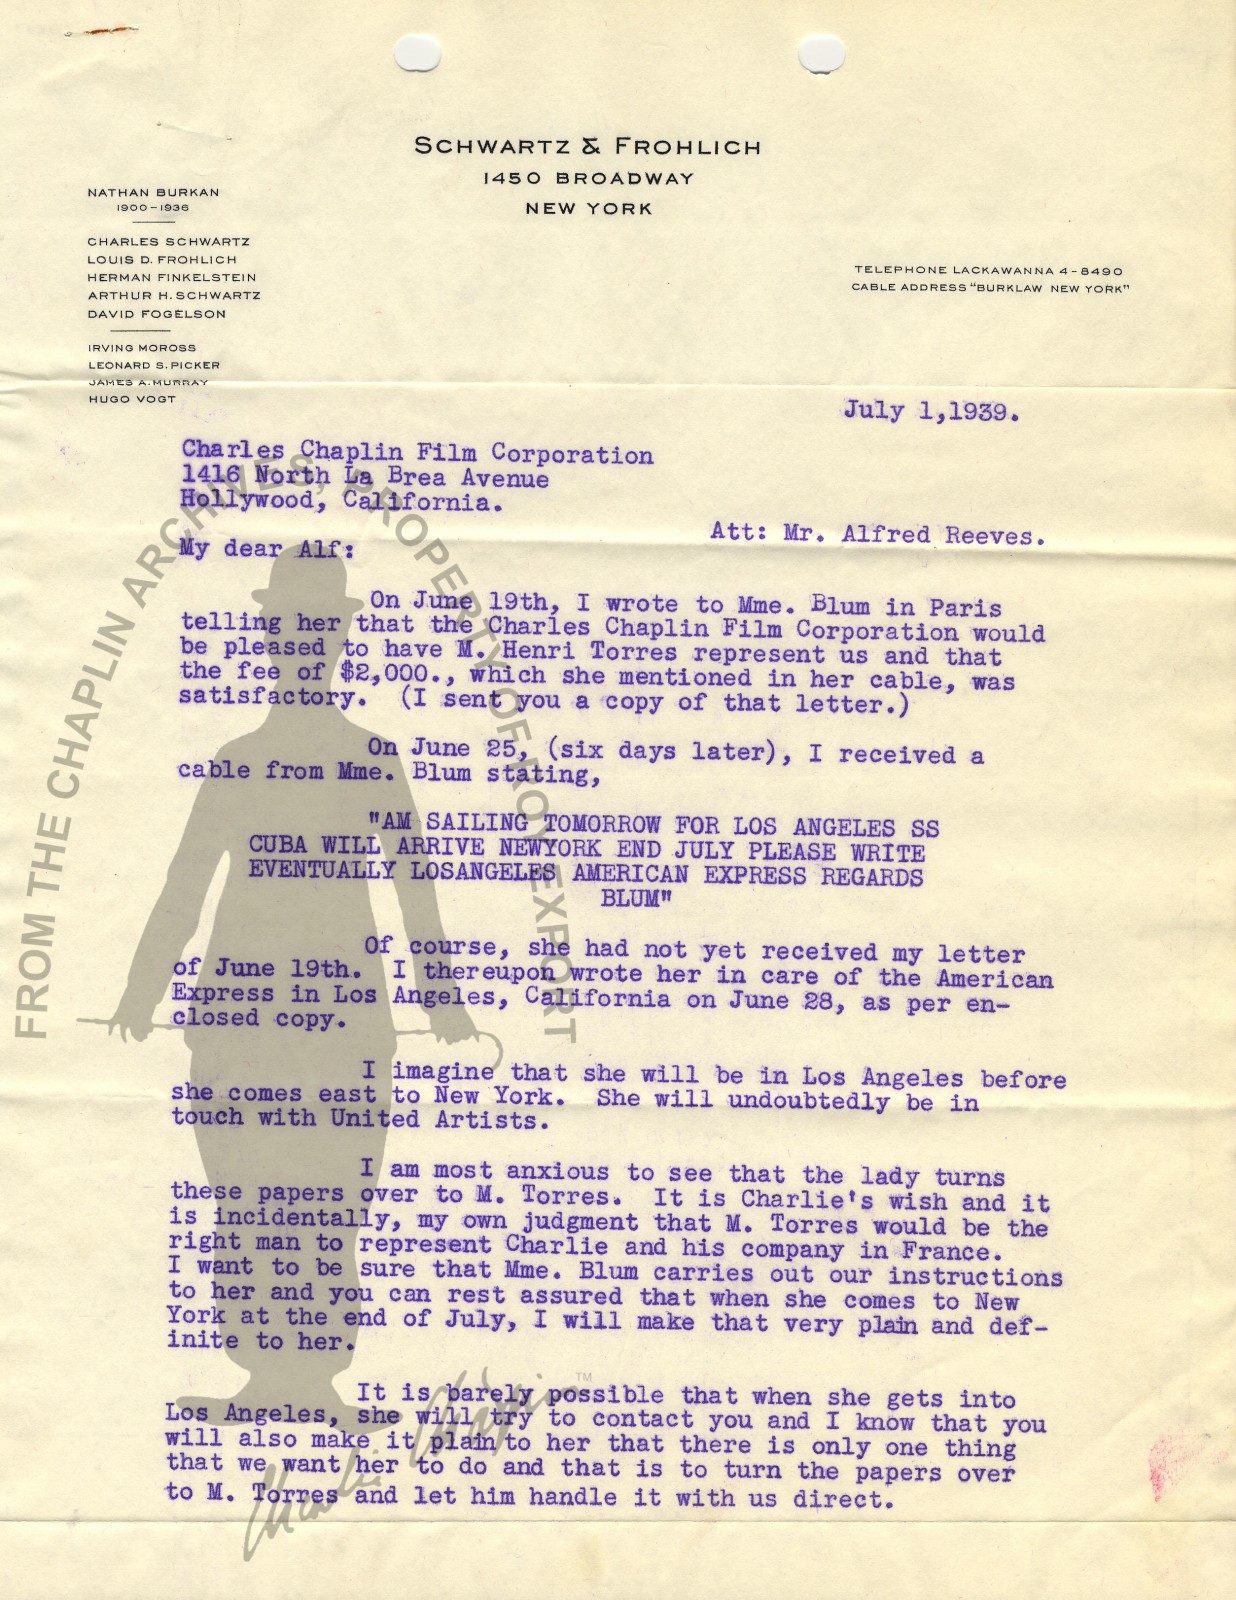 SCHWARTZ & FROHLICH
1450 BROADWAY
NEW YORK
NATHAN BURKAN
1900-1936
CHARLES SCHWARTZ
LOUIS D. FROHLICH
HERMAN FINKELSTEIN
ARTHUR H. SCHWARTZ
DAVID FOGELSON
IRVING MOROSS
LEONARD S. PICKER
JAMES A. MURRAY
HUGO VOGT
TELEPHONE LACKAWANNA 4-8490
CABLE ADDRESS "BURKLAW NEW YORK"
July 1,1939.
Charles Chaplin Film Corporation
1416 North La Brea Avenue
Hollywood, California.
Att: Mr. Alfred Reeves.
My dear Alf:
On June 19th, I wrote to Mme. Blum in Paris
telling her that the Charles Chaplin Film Corporation would
be pleased to have M. Henri Torres represent us and that
the fee of $2,000., which she mentioned in her cable, was
satisfactory. (I sent you a copy of that letter.)
On June 25, (six days later), I received a
cable from Mme. Blum stating,
"AM SAILING TOMORROW FOR LOS ANGELES SS
CUBA WILL ARRIVE NEWYORK END JULY PLEASE WRITE
EVENTUALLY LOSANGELES AMERICAN EXPRESS REGARDS
BLUM"
Of course, she had not yet received my letter
of June 19th. I thereupon wrote her in care of the American
Express in Los Angeles, California on June 28, as per en-
closed copy.
I imagine that she will be in Los Angeles before
she comes east to New York. She will undoubtedly be in
touch with United Artists.
I am most anxious to see that the lady turns
these papers over to M. Torres. It is Charlie's wish and it
is incidentally, my own judgment that M. Torres would be the
right man to represent Charlie and his company in France.
I want to be sure that Mme. Blum carries out our instructions
to her and you can rest assured that when she comes to New
York at the end of July, I will make that very plain and def-
inite to her.
It is barely possible that when she gets into
Los Angeles, she will try to contact you and I know that you
will also make it plain to her that there is only one thing
that we want her to do and that is to turn the papers over
to M. Torres and let him handle it with us direct.
FROM THE CHAPLIN ARCHIVES, PROPERTY OF ROY EXPORT
Charlie Chaplin ™